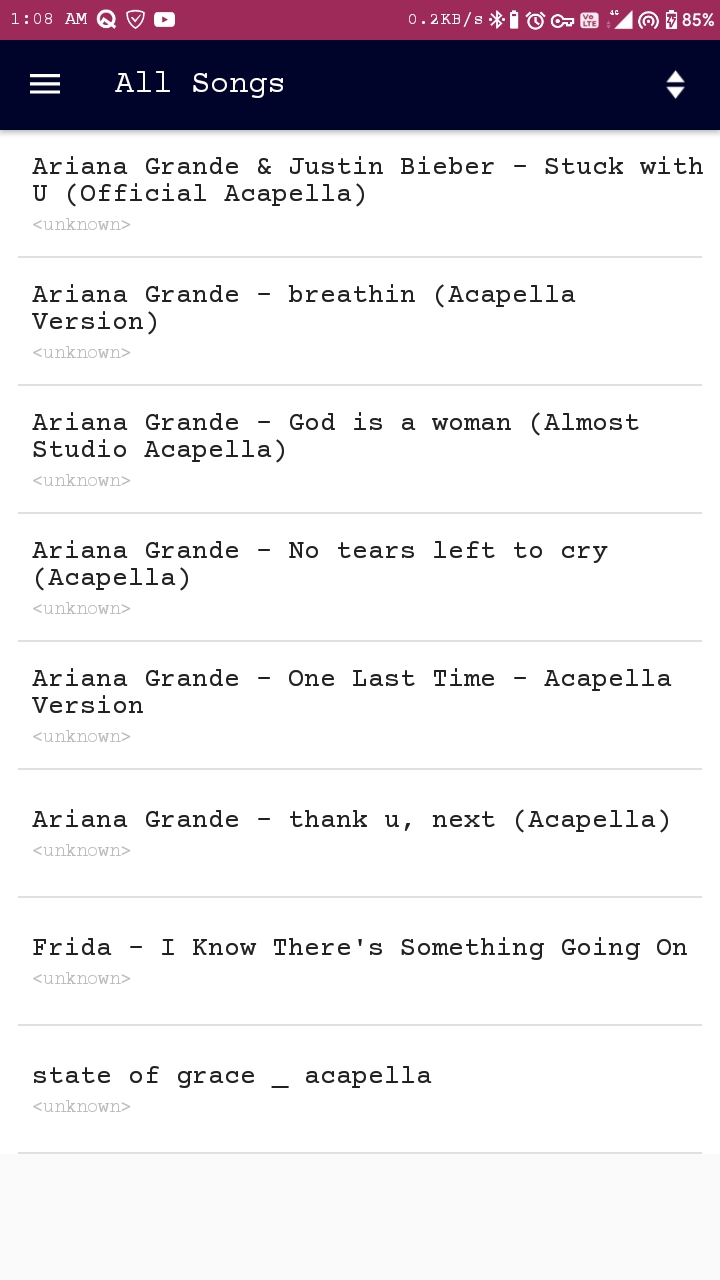 1:08 AM 0.2KB/s Vo LTE 4G 85%
All Songs
Ariana Grande & Justin Bieber - Stuck with
U (Official Acapella)
<unknown>
Ariana Grande - breathin (Acapella
Version)
<unknown>
Ariana Grande - God is a woman (Almost
Studio Acapella)
<unknown>
Ariana Grande - No tears left to cry
(Acapella)
<unknown>
Ariana Grande - One Last Time - Acapella
Version
<unknown>
Ariana Grande - thank u, next (Acapella)
<unknown>
Frida - I Know There's Something Going On
<unknown>
state of grace _ acapella
<unknown>